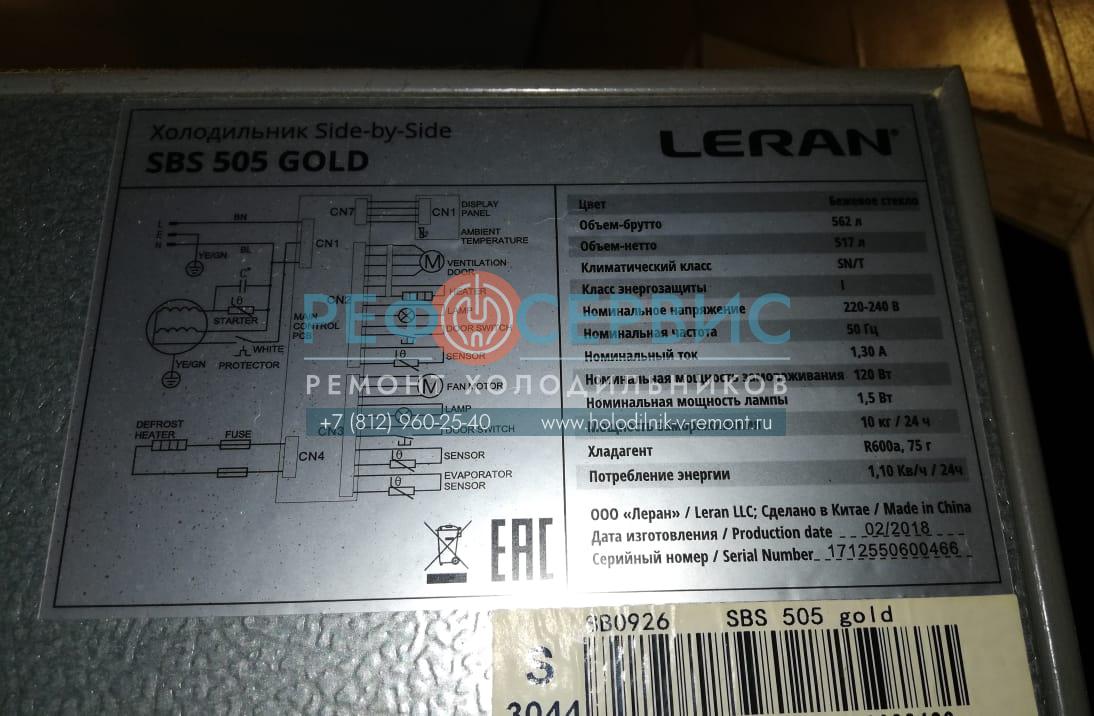 Холодильник Side-by-Side
SBS 505 GOLD
LERAN
L
E
N
BN
BL
YE/GN
CN7
CN1
CN1
DISPLAY
PANEL
AMBIENT
TEMPERATURE
VENTILATION
DOOR
M
CN2
HEATER
LAMP
MAIN
CONTROL
PCB
DOOR SWITCH
C
θ
STARTER
WHITE
YE/GN
PROTECTOR
θ
SENSOR
M
FAN MOTOR
LAMP
CN3
DOOR SWITCH
DEFROST
HEATER
FUSE
CN4
θ
SENSOR
θ
EVAPORATOR
SENSOR
EAC
Цвет Бежевое стекло
Объем-брутто 562 л
Объем-нетто 517 л
Климатический класс SN/T
Класс энергозащиты I
Номинальное напряжение 220-240 В
Номинальная частота 50 Гц
Номинальный ток 1,30 А
Номинальная мощность замораживания 120 Вт
Номинальная мощность лампы 1,5 Вт
10 кг / 24 ч
Хладагент R600a, 75 г
Потребление энергии 1,10 Кв/ч / 24ч
ООО «Леран» / Leran LLC; Сделано в Китае / Made in China
Дата изготовления / Production date 02/2018
Серийный номер / Serial Number 1712550600466
РЕФ СЕРВИС
РЕМОНТ ХОЛОДИЛЬНИКОВ
+7 (812) 960-25-40 www.holodilnik-v-remont.ru
SB0926 SBS 505 gold
S
3044